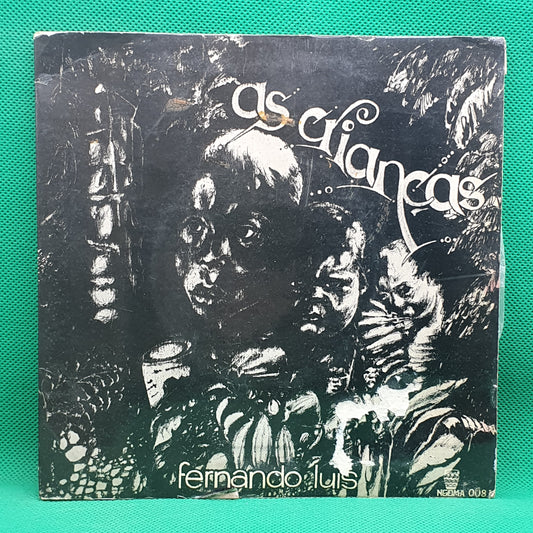 as crianças
fernando luis
NGOMA 008